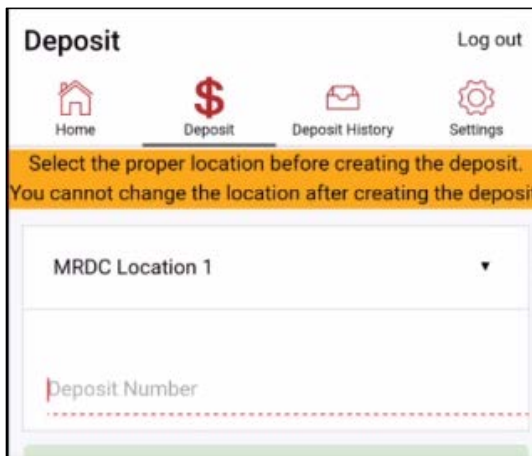 Deposit Log out
Home Deposit Deposit History Settings
Select the proper location before creating the deposit.
You cannot change the location after creating the deposit
MRDC Location 1
Deposit Number